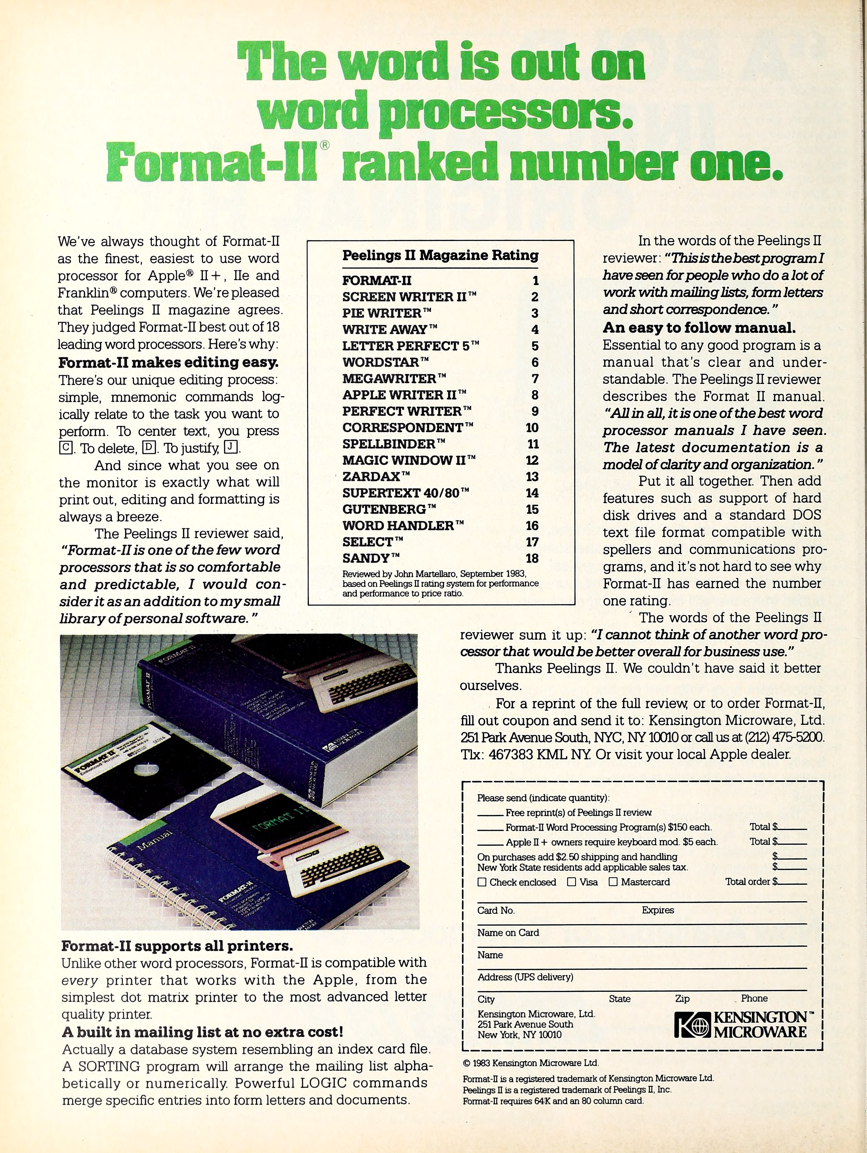 The word is out on
word processors.
Format-II® ranked number one.
We've always thought of Format-II
as the finest, easiest to use word
processor for Apple® II+, IIe and
Franklin® computers. We're pleased
that Peelings II magazine agrees.
They judged Format-II best out of 18
leading word processors. Here's why:
Format-II makes editing easy.
There's our unique editing process:
simple, mnemonic commands log-
ically relate to the task you want to
perform. To center text, you press
C. To delete, D. To justify, J.
And since what you see on
the monitor is exactly what will
print out, editing and formatting is
always a breeze.
The Peelings II reviewer said,
"Format-II is one of the few word
processors that is so comfortable
and predictable, I would con-
sider it as an addition to my small
library of personal software."
Peelings II Magazine Rating
FORMAT-II 1
SCREEN WRITER II™ 2
PIE WRITER™ 3
WRITE AWAY™ 4
LETTER PERFECT 5™ 5
WORDSTAR™ 6
MEGAWRITER™ 7
APPLE WRITER II™ 8
PERFECT WRITER™ 9
CORRESPONDENT™ 10
SPELLBINDER™ 11
MAGIC WINDOW II™ 12
ZARDAX™ 13
SUPERTEXT 40/80™ 14
GUTENBERG™ 15
WORD HANDLER™ 16
SELECT™ 17
SANDY™ 18
Reviewed by John Martellaro, September 1983,
based on Peelings II rating system for performance
and performance to price ratio.
In the words of the Peelings II
reviewer: "This is the best program I
have seen for people who do a lot of
work with mailing lists, form letters
and short correspondence."
An easy to follow manual.
Essential to any good program is a
manual that's clear and under-
standable. The Peelings II reviewer
describes the Format II manual.
"All in all, it is one of the best word
processor manuals I have seen.
The latest documentation is a
model of clarity and organization."
Put it all together. Then add
features such as support of hard
disk drives and a standard DOS
text file format compatible with
spellers and communications pro-
grams, and it's not hard to see why
Format-II has earned the number
one rating.
The words of the Peelings II
reviewer sum it up: "I cannot think of another word pro-
cessor that would be better overall for business use."
Thanks Peelings II. We couldn't have said it better
ourselves.
For a reprint of the full review, or to order Format-II,
fill out coupon and send it to: Kensington Microware, Ltd.
251 Park Avenue South, NYC, NY 10010 or call us at (212) 475-5200.
Tlx: 467383 KML NY. Or visit your local Apple dealer.
FORMAT II
FORMAT II
FORMAT II
Manual
FORMAT II
FORMAT-II
Format-II supports all printers.
Unlike other word processors, Format-II is compatible with
every printer that works with the Apple, from the
simplest dot matrix printer to the most advanced letter
quality printer.
A built in mailing list at no extra cost!
Actually a database system resembling an index card file.
A SORTING program will arrange the mailing list alpha-
betically or numerically. Powerful LOGIC commands
merge specific entries into form letters and documents.
Please send (indicate quantity):
Free reprint(s) of Peelings II review.
Format-II Word Processing Program(s) $150 each. Total $
Apple II+ owners require keyboard mod. $5 each. Total $
On purchases add $2.50 shipping and handling $
New York State residents add applicable sales tax. $
Check enclosed Visa Mastercard Total order $
Card No. Expires
Name on Card
Name
Address (UPS delivery)
City State Zip Phone
Kensington Microware, Ltd.
251 Park Avenue South
New York, NY 10010
KENSINGTON™
MICROWARE
© 1983 Kensington Microware Ltd.
Format-II is a registered trademark of Kensington Microware Ltd.
Peelings II is a registered trademark of Peelings II, Inc.
Format-II requires 64K and an 80 column card.